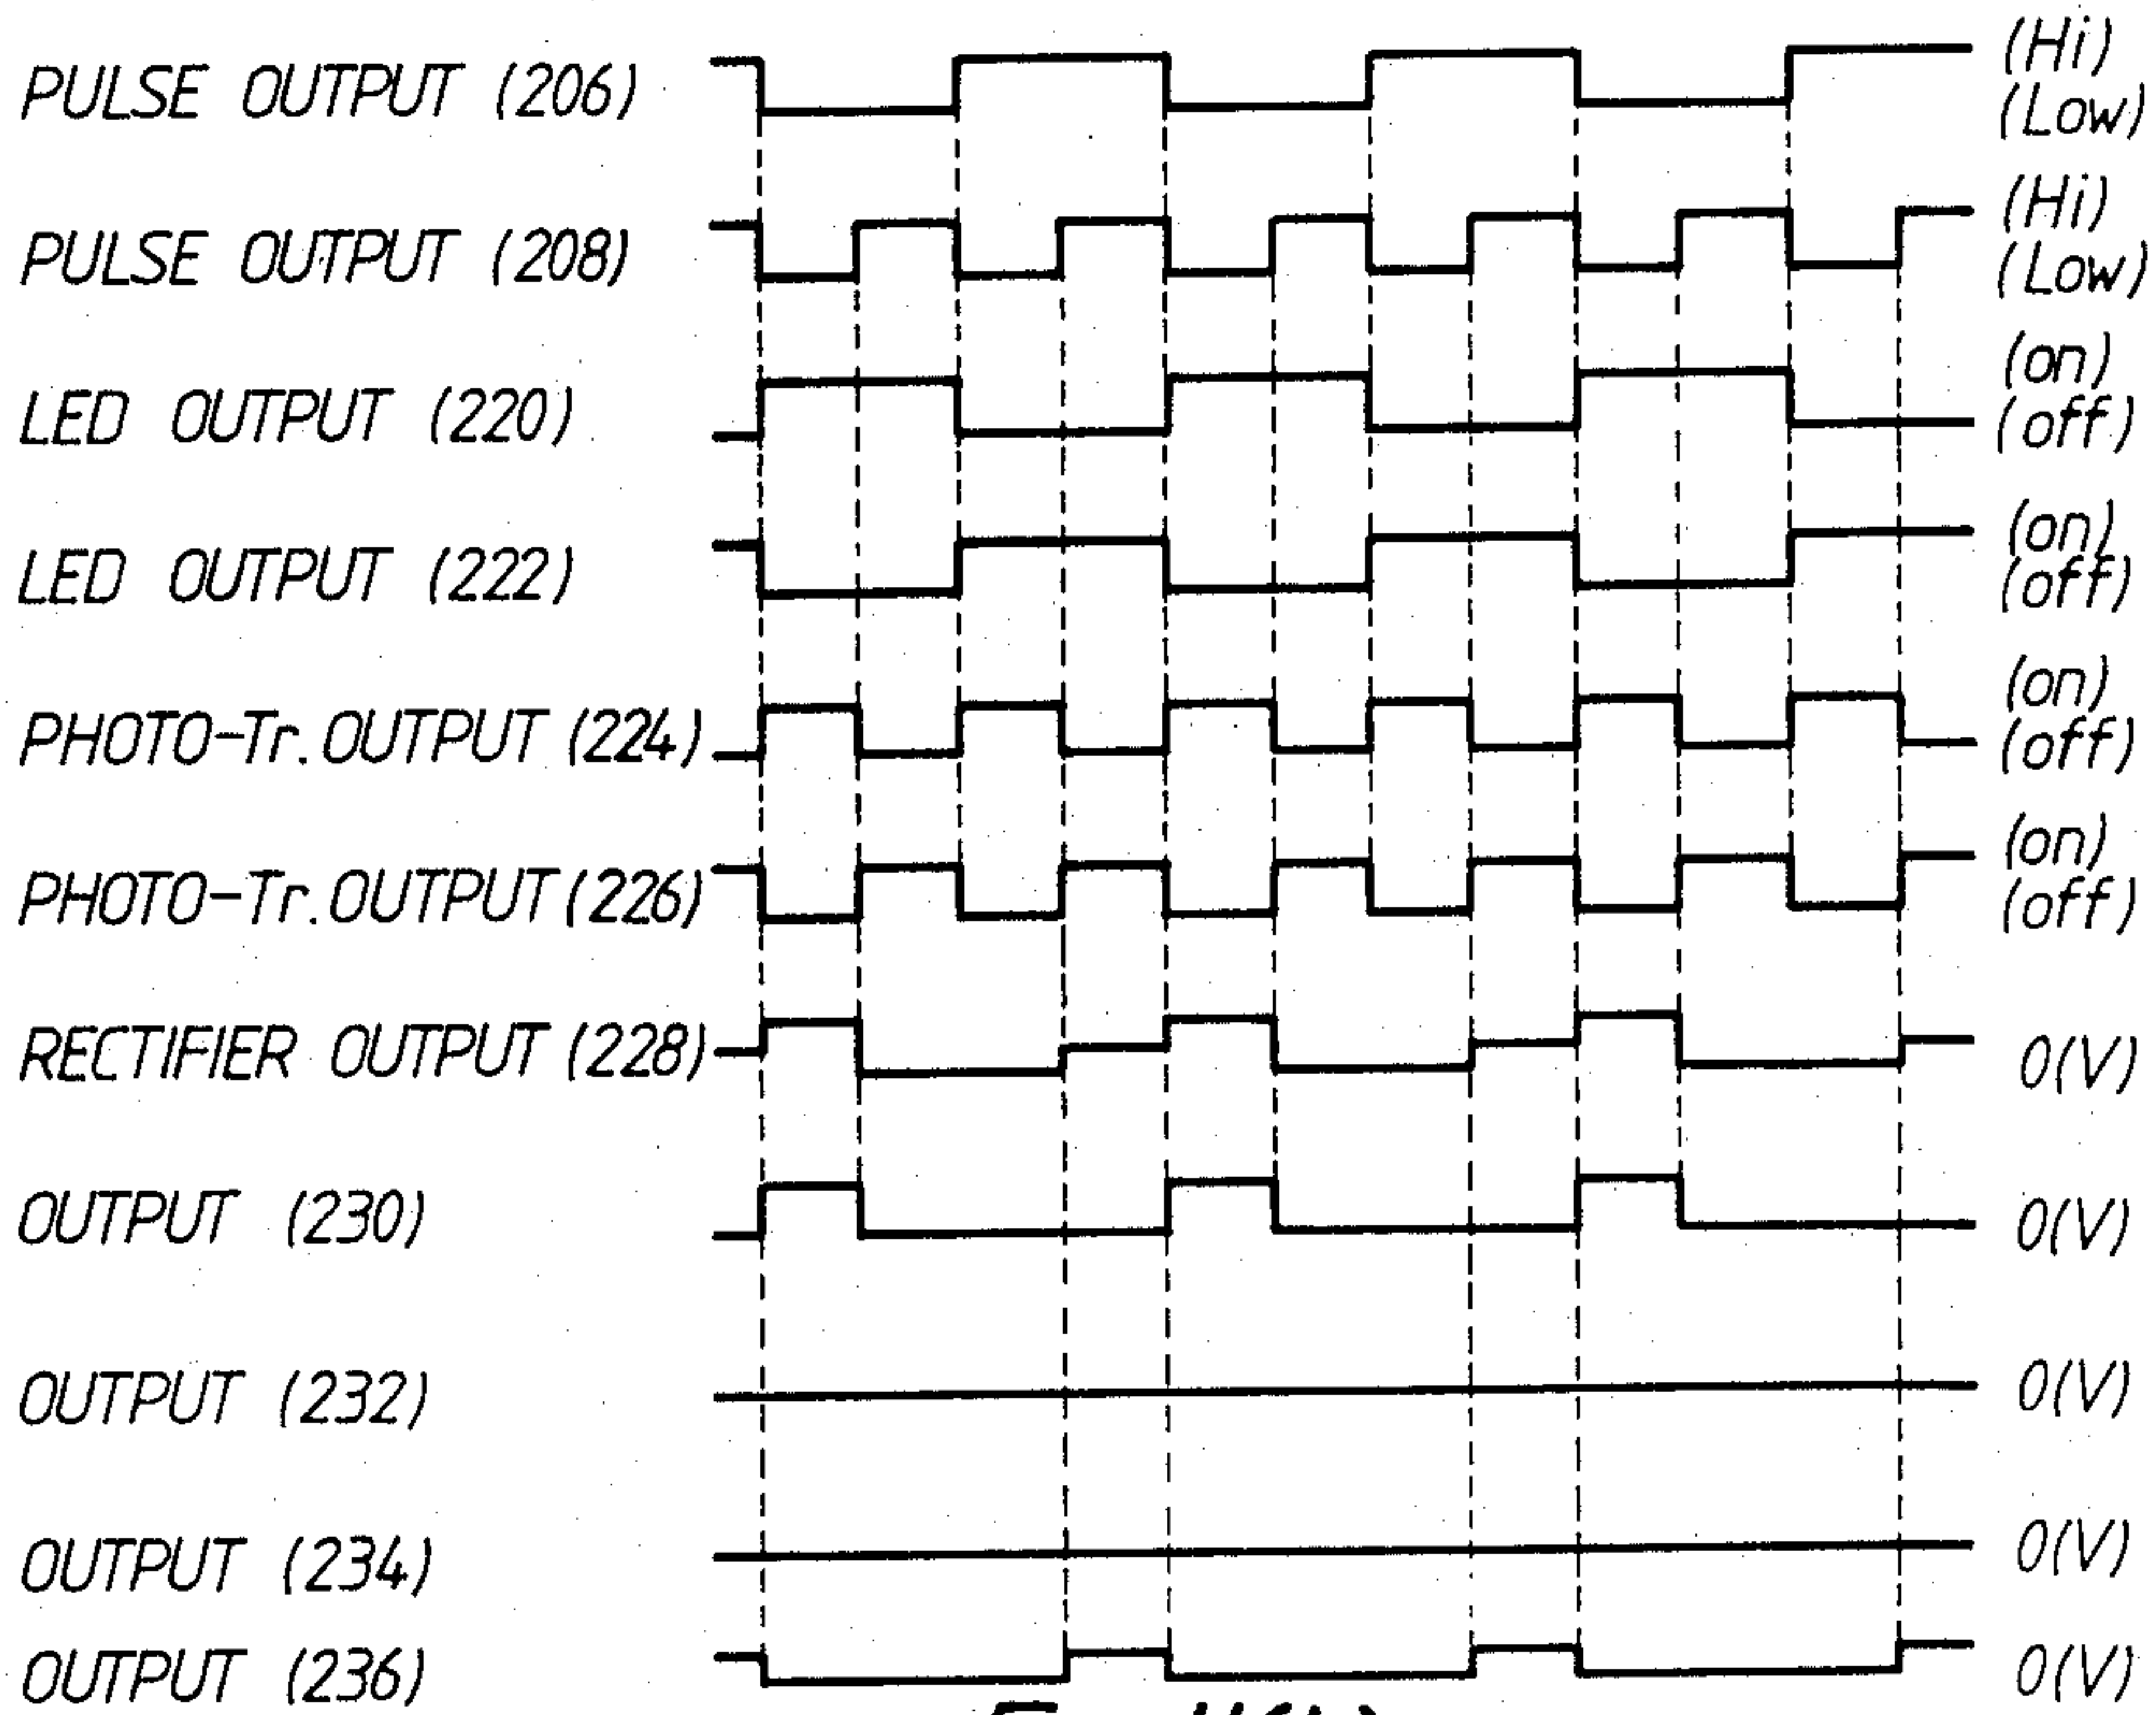 PULSE OUTPUT (206) (Hi)
(Low)
PULSE OUTPUT (208) (Hi)
(Low)
LED OUTPUT (220) (on)
(off)
LED OUTPUT (222) (on)
(off)
PHOTO-Tr. OUTPUT (224) (on)
(off)
PHOTO-Tr. OUTPUT (226) (on)
(off)
RECTIFIER OUTPUT (228) 0(V)
OUTPUT (230) 0(V)
OUTPUT (232) 0(V)
OUTPUT (234) 0(V)
OUTPUT (236) 0(V)